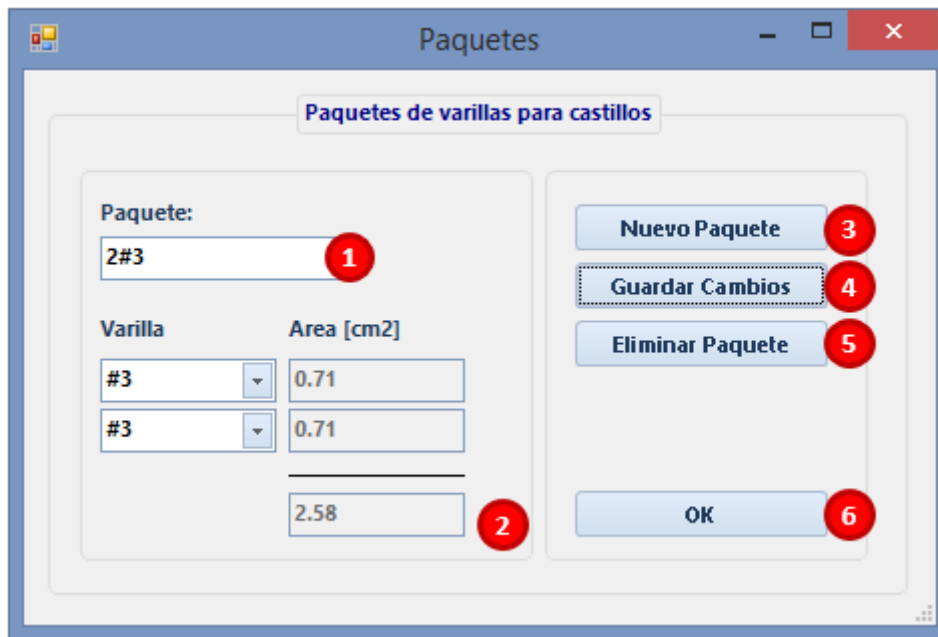 Paquetes
Paquetes de varillas para castillos
Paquete:
2#3
1
Varilla
Area [cm2]
#3
0.71
#3
0.71
2.58
2
Nuevo Paquete
3
Guardar Cambios
4
Eliminar Paquete
5
OK
6